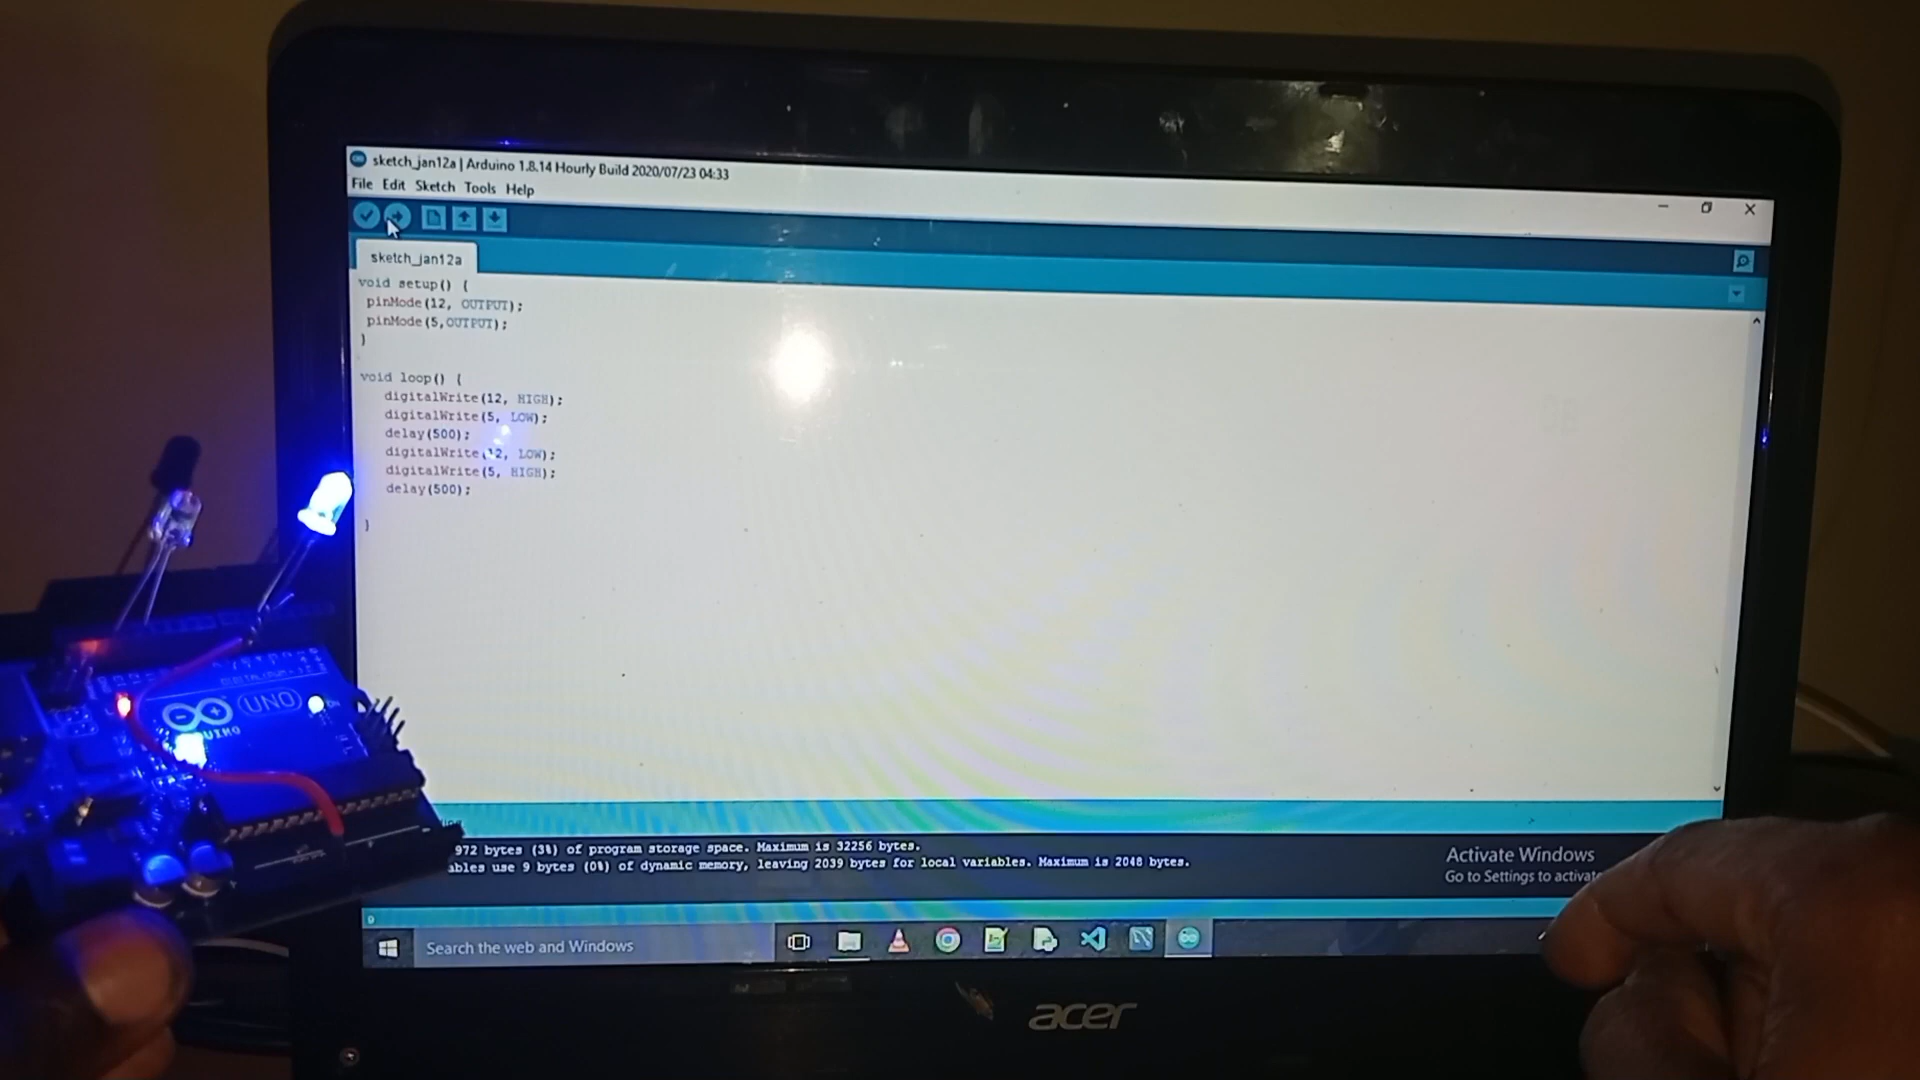 sketch_jan12a | Arduino 1.8.14 Hourly Build 2020/07/23 04:33
File Edit Sketch Tools Help
sketch_jan12a
void setup() {
pinMode(12, OUTPUT);
pinMode(5,OUTPUT);
}
void loop() {
digitalWrite(12, HIGH);
digitalWrite(5, LOW);
delay(500);
digitalWrite(12, LOW);
digitalWrite(5, HIGH);
delay(500);
}
UNO
972 bytes (3%) of program storage space. Maximum is 32256 bytes.
use 9 bytes (0%) of dynamic memory, leaving 2039 bytes for local variables. Maximum is 2048 bytes.
Activate Windows
Go to Settings to activate
9
Search the web and Windows
acer